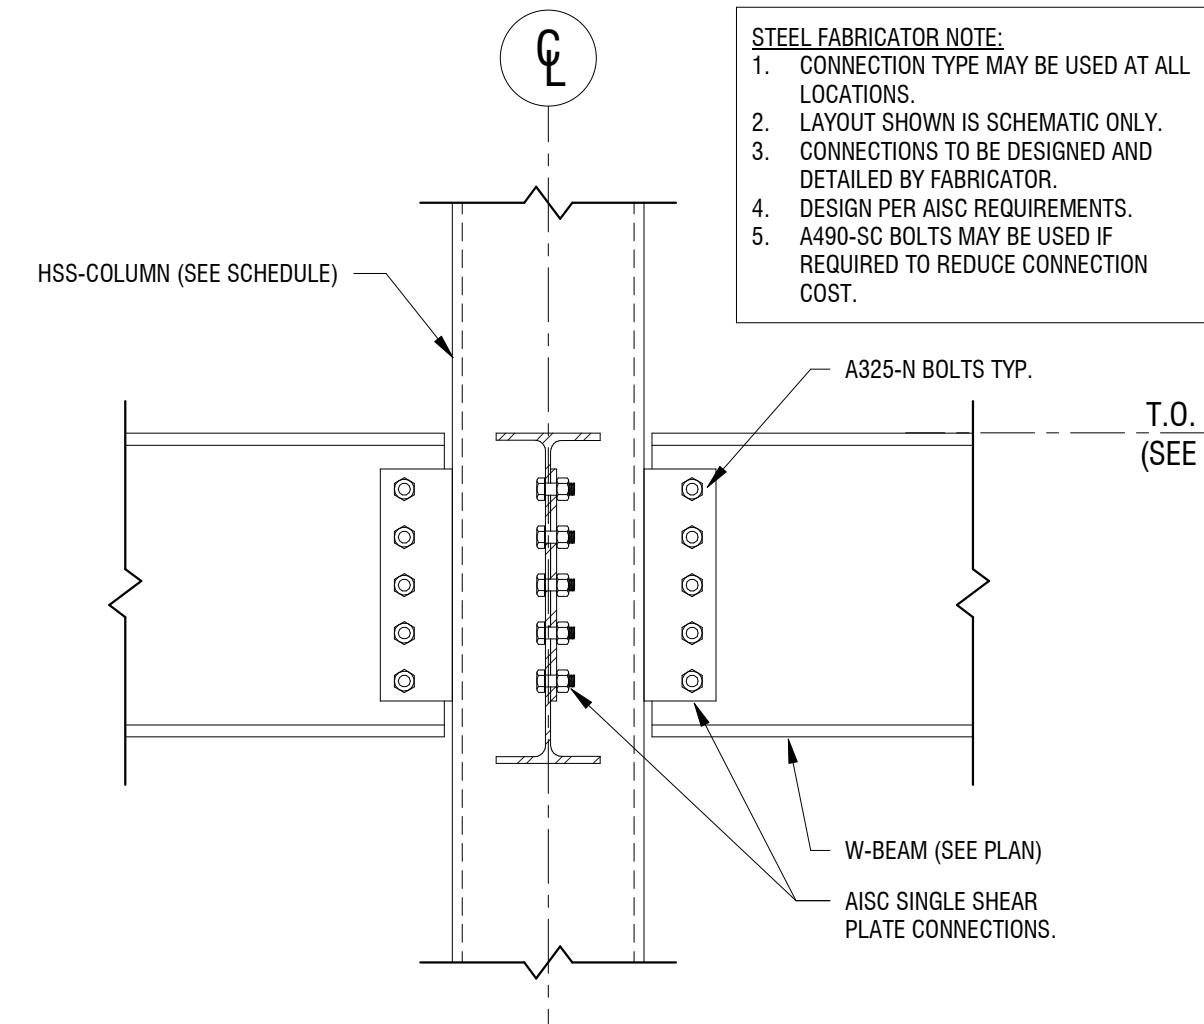 CL
STEEL FABRICATOR NOTE:
1. CONNECTION TYPE MAY BE USED AT ALL
LOCATIONS.
2. LAYOUT SHOWN IS SCHEMATIC ONLY.
3. CONNECTIONS TO BE DESIGNED AND
DETAILED BY FABRICATOR.
4. DESIGN PER AISC REQUIREMENTS.
5. A490-SC BOLTS MAY BE USED IF
REQUIRED TO REDUCE CONNECTION
COST.
HSS-COLUMN (SEE SCHEDULE)
A325-N BOLTS TYP.
T.O.
(SEE
W-BEAM (SEE PLAN)
AISC SINGLE SHEAR
PLATE CONNECTIONS.